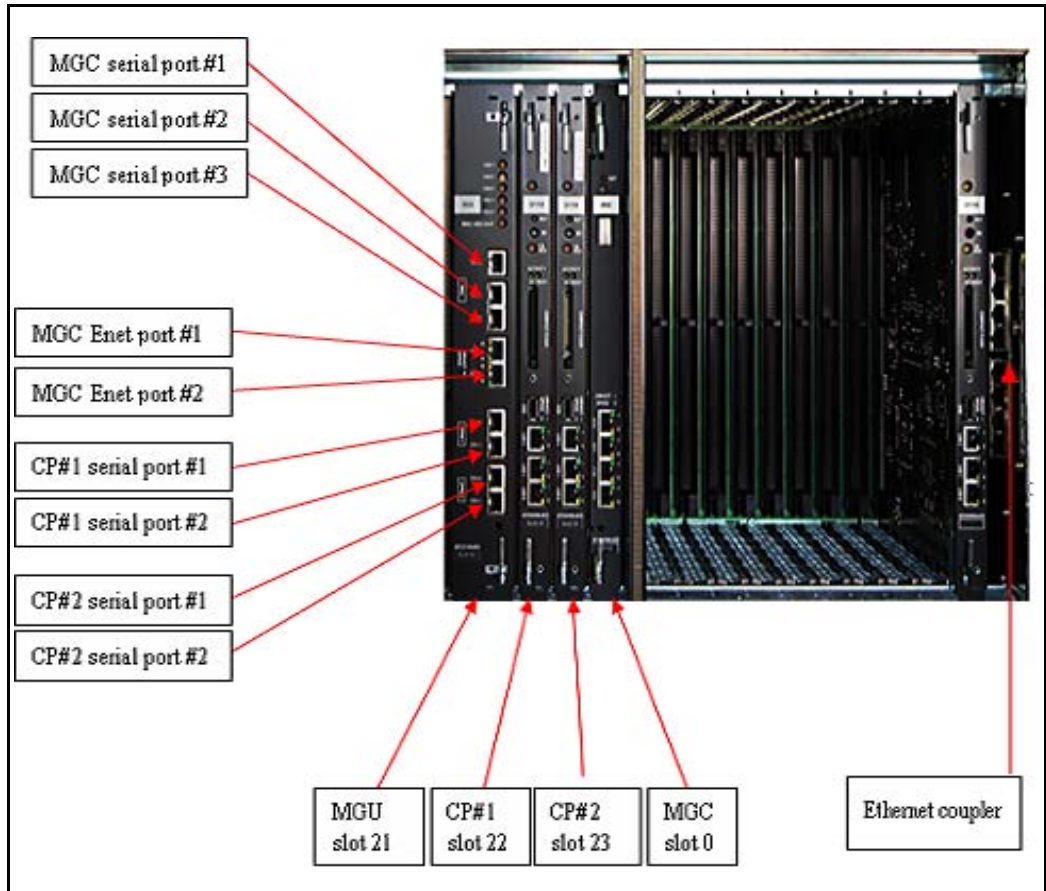 MGC serial port #1
MGC serial port #2
MGC serial port #3
MGC Enet port #1
MGC Enet port #2
CP#1 serial port #1
CP#1 serial port #2
CP#2 serial port #1
CP#2 serial port #2
MGU
slot 21
CP#1
slot 22
CP#2
slot 23
MGC
slot 0
Ethernet coupler